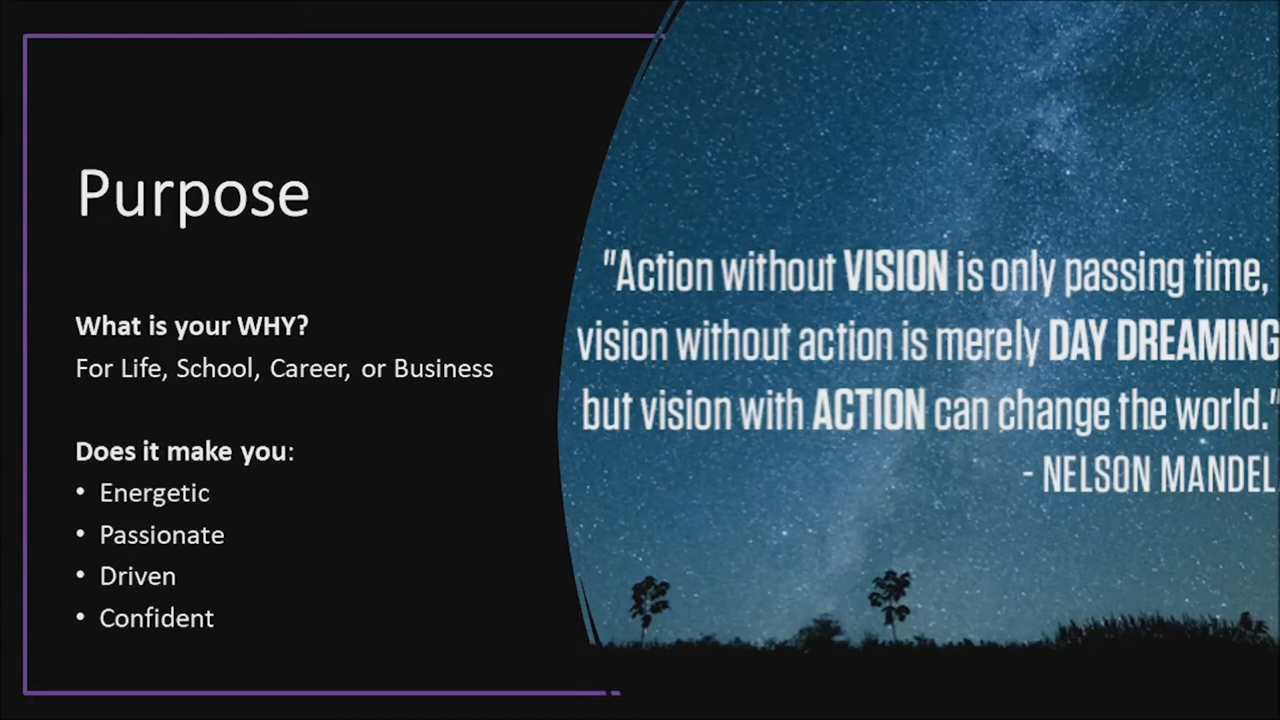 Purpose
What is your WHY?
For Life, School, Career, or Business
Does it make you:
• Energetic
• Passionate
• Driven
• Confident
"Action without VISION is only passing time,
vision without action is merely DAY DREAMING
but vision with ACTION can change the world."
- NELSON MANDEL